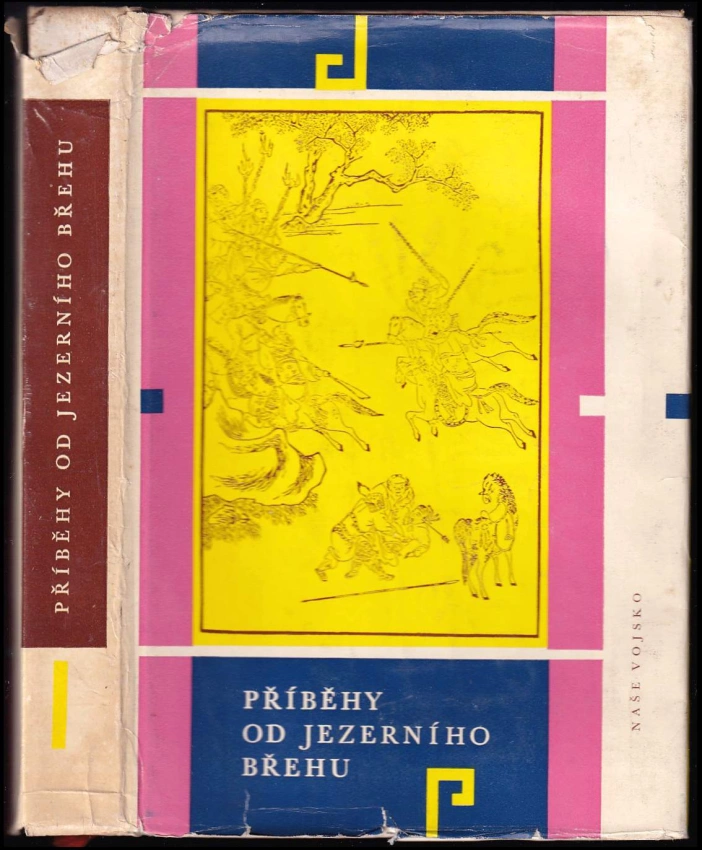 PŘÍBĚHY OD JEZERNÍHO BŘEHU
PŘÍBĚHY
OD JEZERNÍHO
BŘEHU
NAŠE VOJSKO